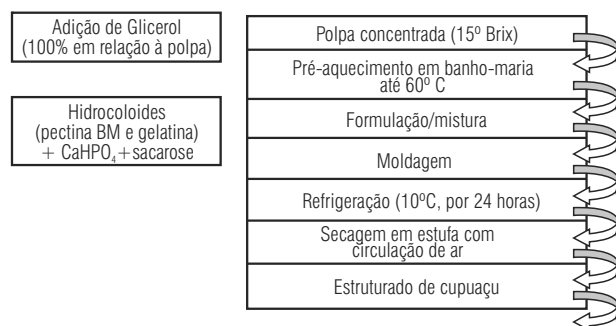 Adição de Glicerol
(100% em relação à polpa)
Hidrocoloides
(pectina BM e gelatina)
+ CaHPO4+sacarose
Polpa concentrada (15º Brix)
Pré-aquecimento em banho-maria
até 60º C
Formulação/mistura
Moldagem
Refrigeração (10ºC, por 24 horas)
Secagem em estufa com
circulação de ar
Estruturado de cupuaçu